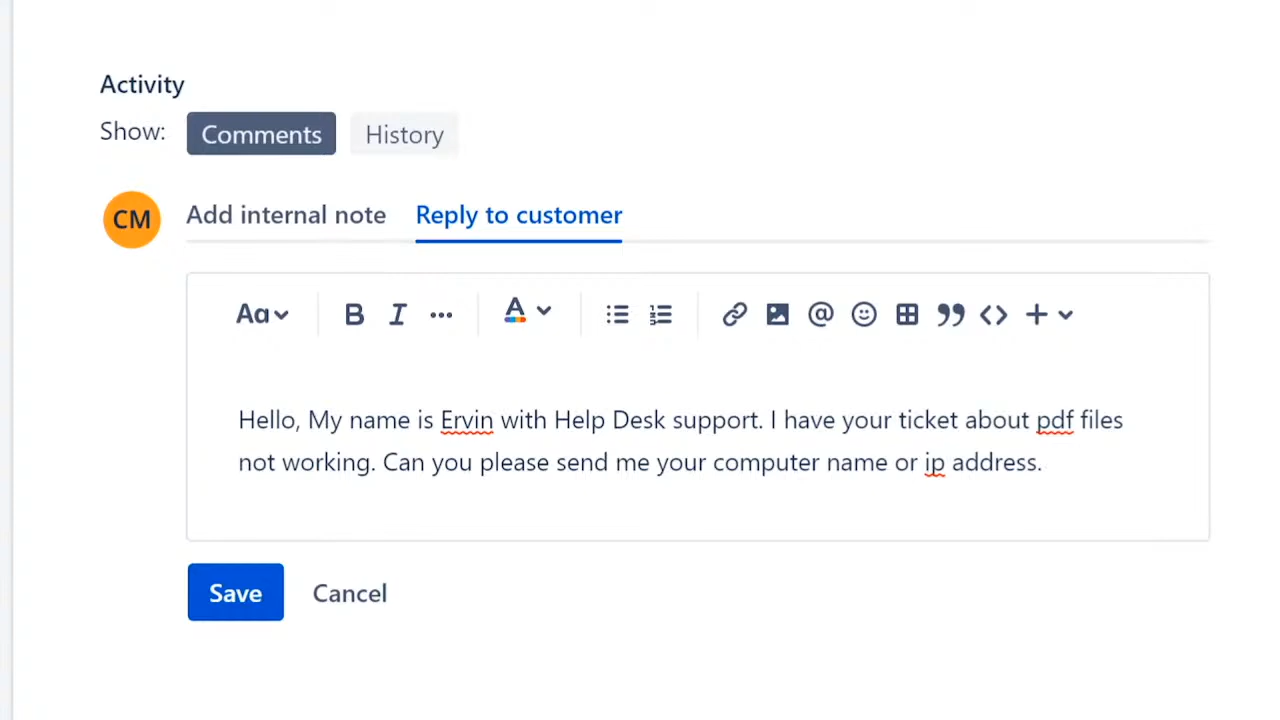 Activity
Show: Comments History
CM Add internal note Reply to customer
Aa B I ... A @ + 
Hello, My name is Ervin with Help Desk support. I have your ticket about pdf files
not working. Can you please send me your computer name or ip address.
Save Cancel